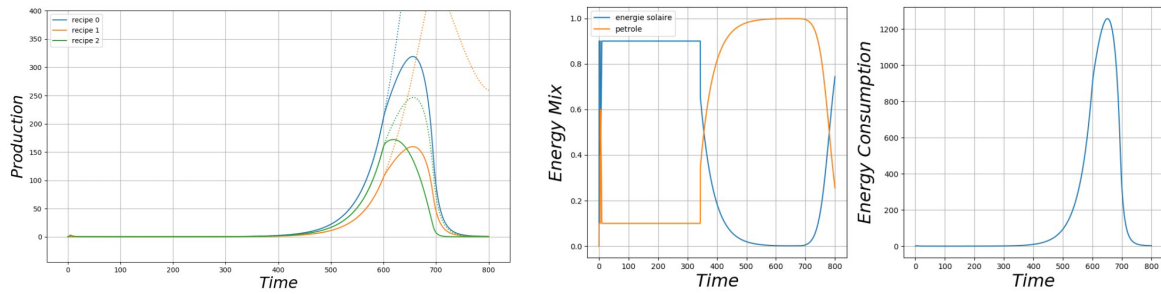 400
350
300
250
200
150
100
50
0
Production
recipe 0
recipe 1
recipe 2
0 100 200 300 400 500 600 700 800
Time
1.0
0.8
0.6
0.4
0.2
0.0
Energy Mix
energie solaire
petrole
0 100 200 300 400 500 600 700 800
Time
1200
1000
800
600
400
200
0
Energy Consumption
0 100 200 300 400 500 600 700 800
Time